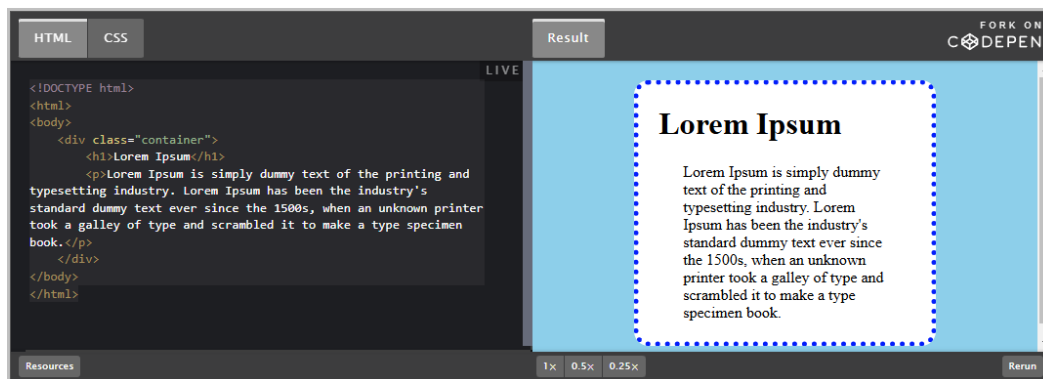 HTML CSS
LIVE
<!DOCTYPE html>
<html>
<body>
<div class="container">
<h1>Lorem Ipsum</h1>
<p>Lorem Ipsum is simply dummy text of the printing and
typesetting industry. Lorem Ipsum has been the industry's
standard dummy text ever since the 1500s, when an unknown printer
took a galley of type and scrambled it to make a type specimen
book.</p>
</div>
</body>
</html>
Resources
Result
FORK ON
CODEPEN
Lorem Ipsum
Lorem Ipsum is simply dummy
text of the printing and
typesetting industry. Lorem
Ipsum has been the industry's
standard dummy text ever since
the 1500s, when an unknown
printer took a galley of type and
scrambled it to make a type
specimen book.
1× 0.5× 0.25×
Rerun